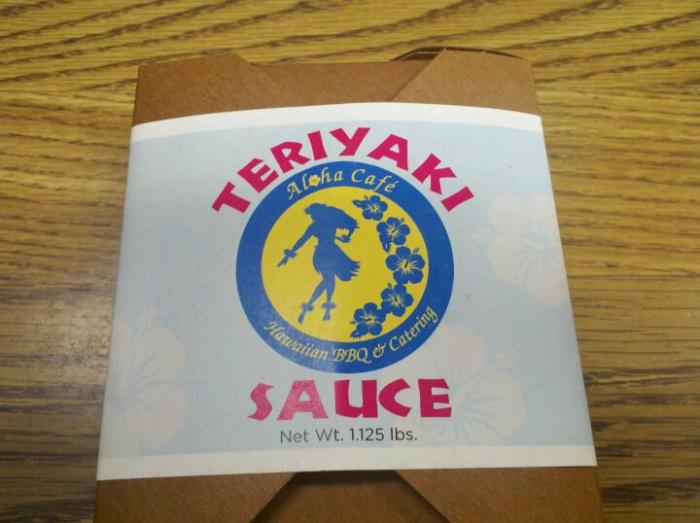 TERIYAKI
Aloha Café
Hawaiian BBQ & Catering
SAUCE
Net Wt. 1.125 lbs.